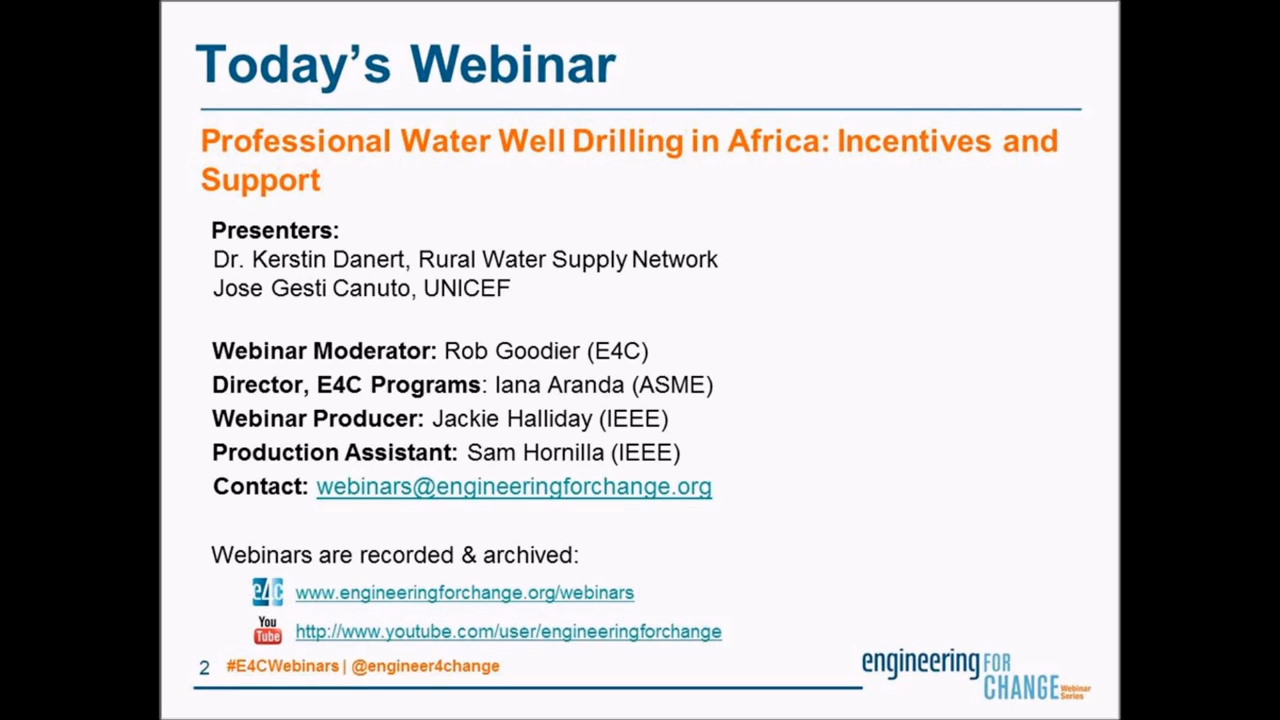 Today's Webinar
Professional Water Well Drilling in Africa: Incentives and
Support
Presenters:
Dr. Kerstin Danert, Rural Water Supply Network
Jose Gesti Canuto, UNICEF
Webinar Moderator: Rob Goodier (E4C)
Director, E4C Programs: Iana Aranda (ASME)
Webinar Producer: Jackie Halliday (IEEE)
Production Assistant: Sam Hornilla (IEEE)
Contact: webinars@engineeringforchange.org
Webinars are recorded & archived:
e4c www.engineeringforchange.org/webinars
You
Tube http://www.youtube.com/user/engineeringforchange
2 #E4CWebinars | @engineer4change
engineering FOR
CHANGE Webinar
Series